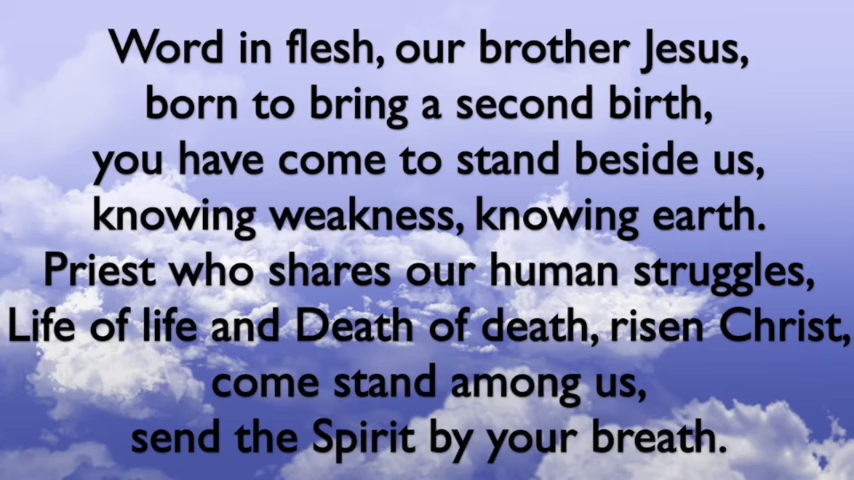 Word in flesh, our brother Jesus,
born to bring a second birth,
you have come to stand beside us,
knowing weakness, knowing earth.
Priest who shares our human struggles,
Life of life and Death of death, risen Christ,
come stand among us,
send the Spirit by your breath.